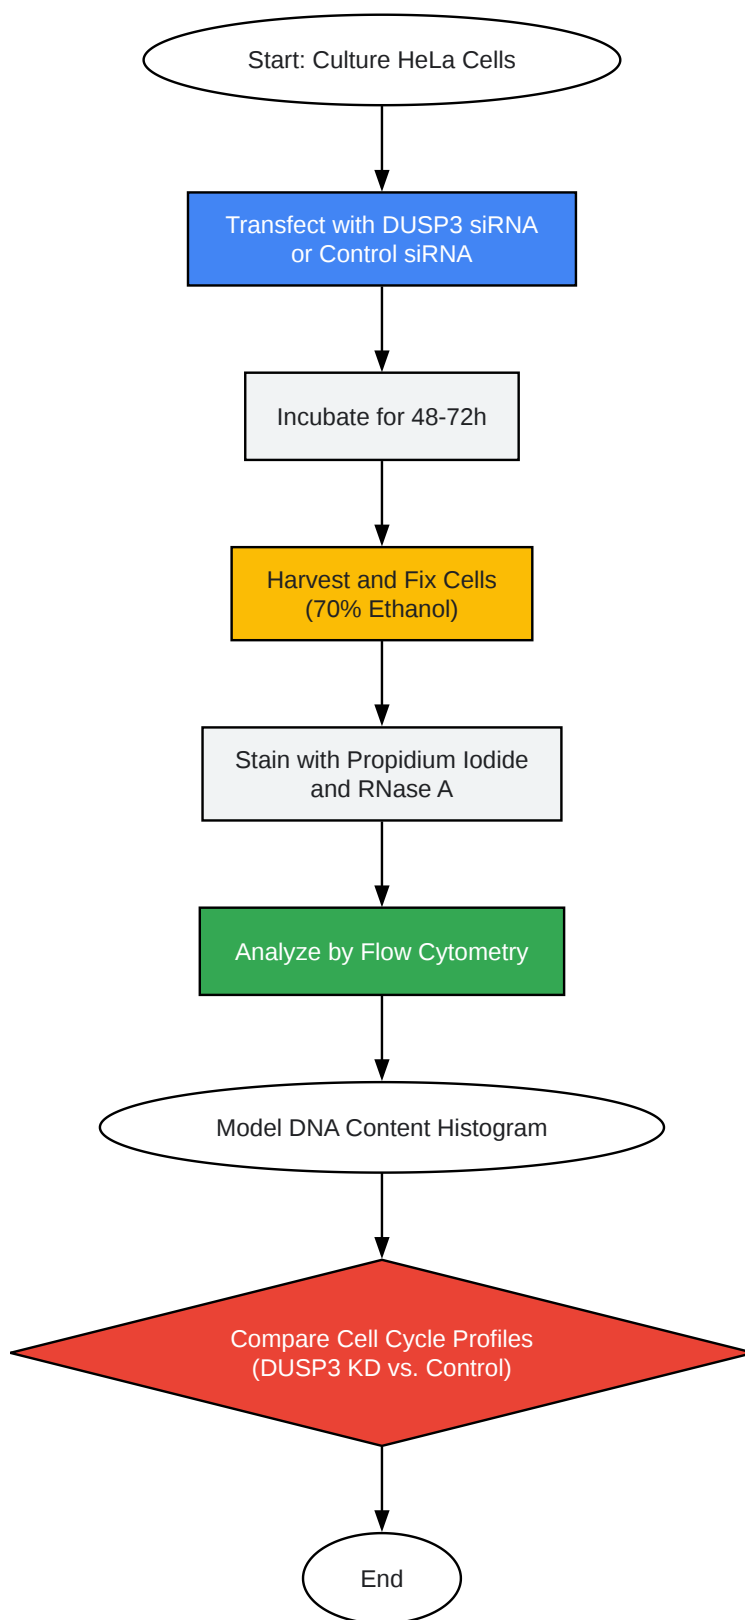 Start: Culture HeLa Cells
Transfect with DUSP3 siRNA
or Control siRNA
Incubate for 48-72h
Harvest and Fix Cells
(70% Ethanol)
Stain with Propidium Iodide
and RNase A
Analyze by Flow Cytometry
Model DNA Content Histogram
Compare Cell Cycle Profiles
(DUSP3 KD vs. Control)
End